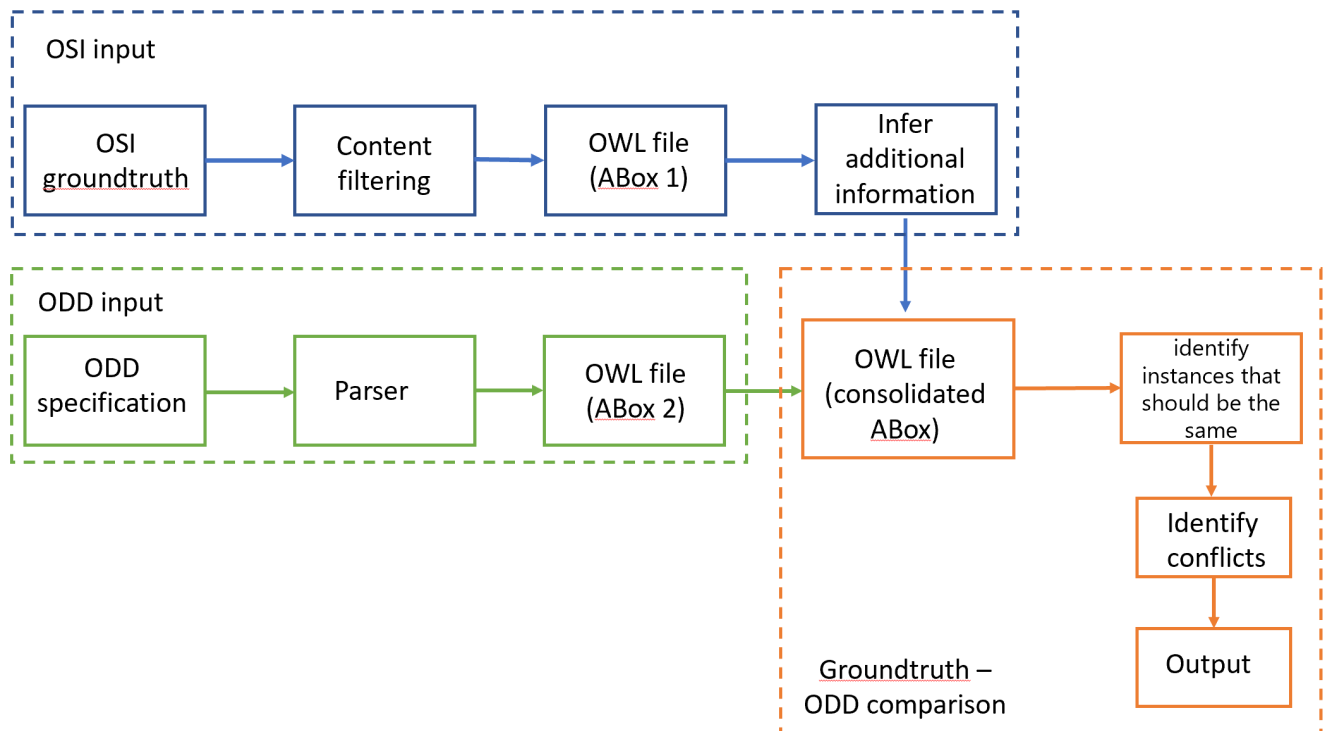 OSI input
OSI
groundtruth
Content
filtering
OWL file
(ABox 1)
Infer
additional
information
ODD input
ODD
specification
Parser
OWL file
(ABox 2)
OWL file
(consolidated
ABox)
identify
instances that
should be the
same
Identify
conflicts
Output
Groundtruth –
ODD comparison